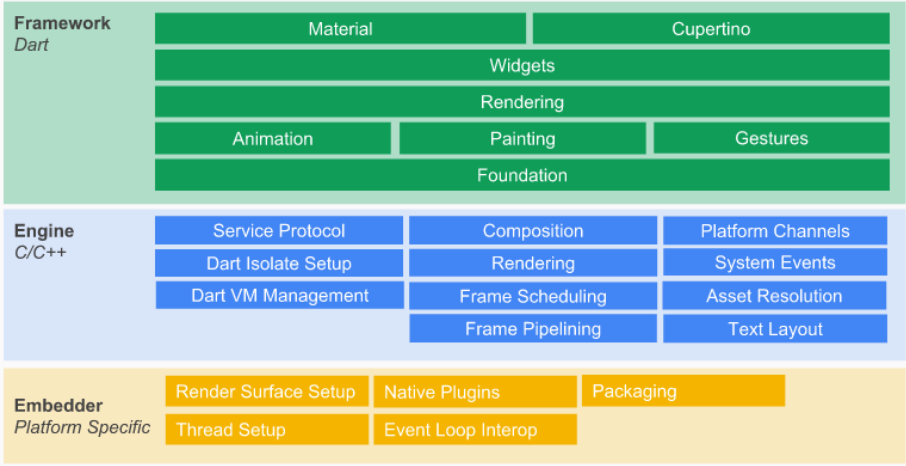 Framework
Dart
Material Cupertino
Widgets
Rendering
Animation Painting Gestures
Foundation
Engine
C/C++
Service Protocol Composition Platform Channels
Dart Isolate Setup Rendering System Events
Dart VM Management Frame Scheduling Asset Resolution
Frame Pipelining Text Layout
Embedder
Platform Specific
Render Surface Setup Native Plugins Packaging
Thread Setup Event Loop Interop